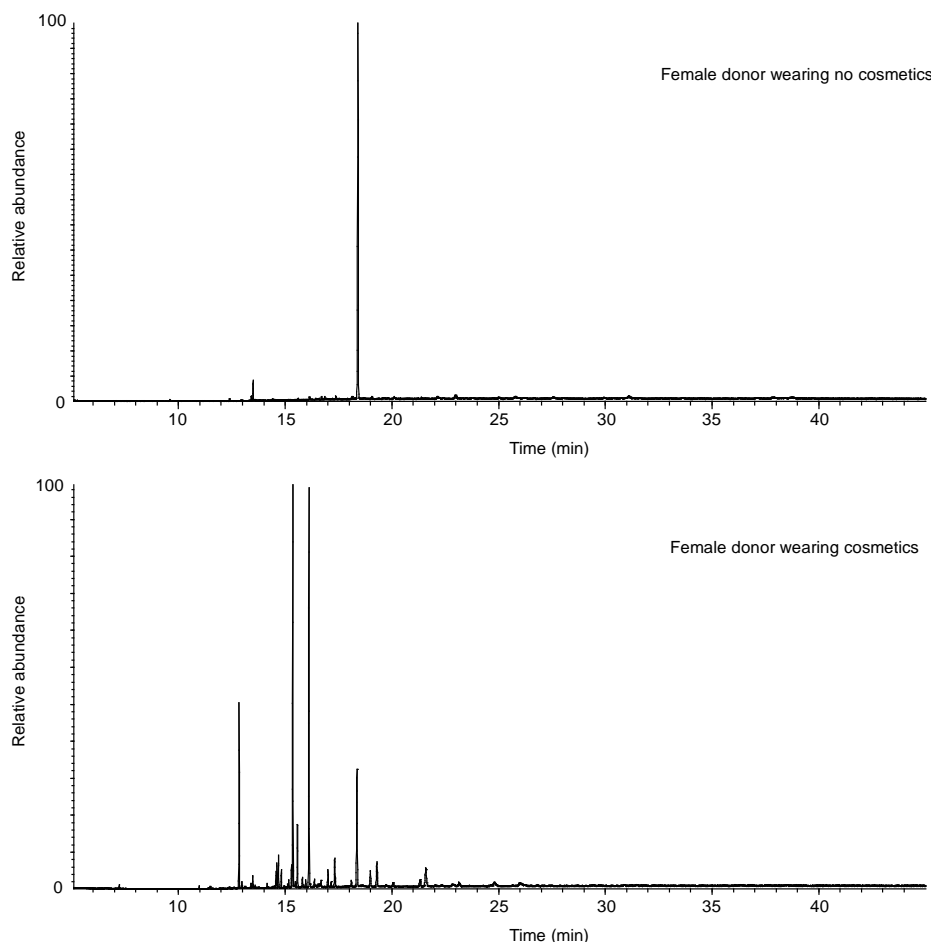 100
Female donor wearing no cosmetics
Relative abundance
0
10 15 20 25 30 35 40
Time (min)
100
Female donor wearing cosmetics
Relative abundance
0
10 15 20 25 30 35 40
Time (min)